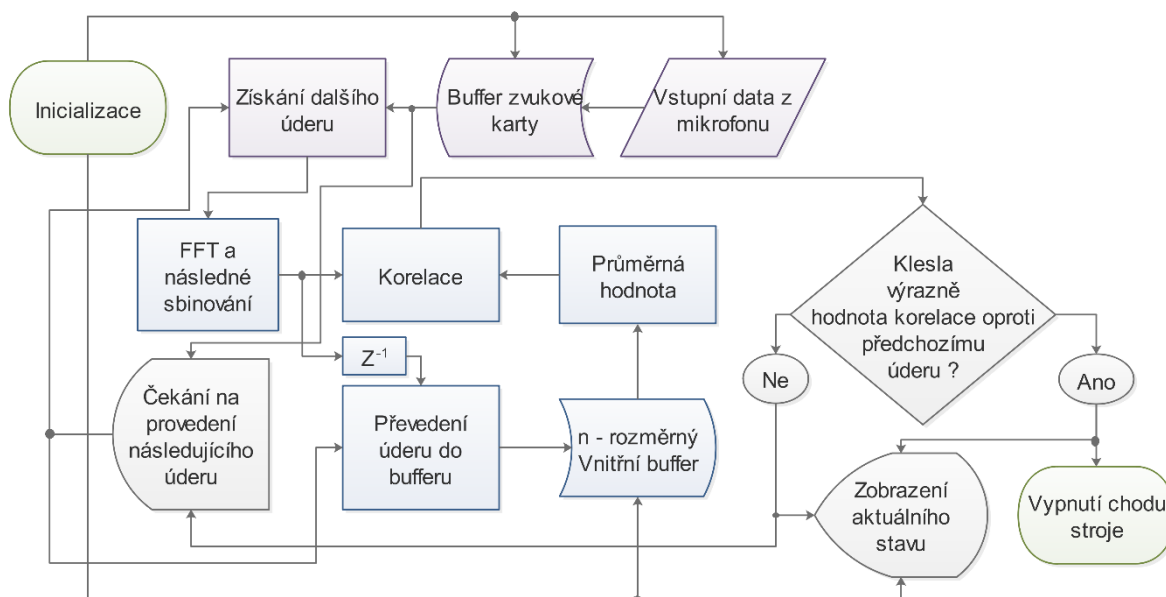 Inicializace
Získání dalšího
úderu
Buffer zvukové
karty
Vstupní data z
mikrofonu
FFT a
následné
sbinování
Korelace
Průměrná
hodnota
Klesla
výrazně
hodnota korelace oproti
předchozímu
úderu ?
Z⁻¹
Ne
Ano
Čekání na
provedení
následujícího
úderu
Převedení
úderu do
bufferu
n - rozměrný
Vnitřní buffer
Zobrazení
aktuálního
stavu
Vypnutí chodu
stroje